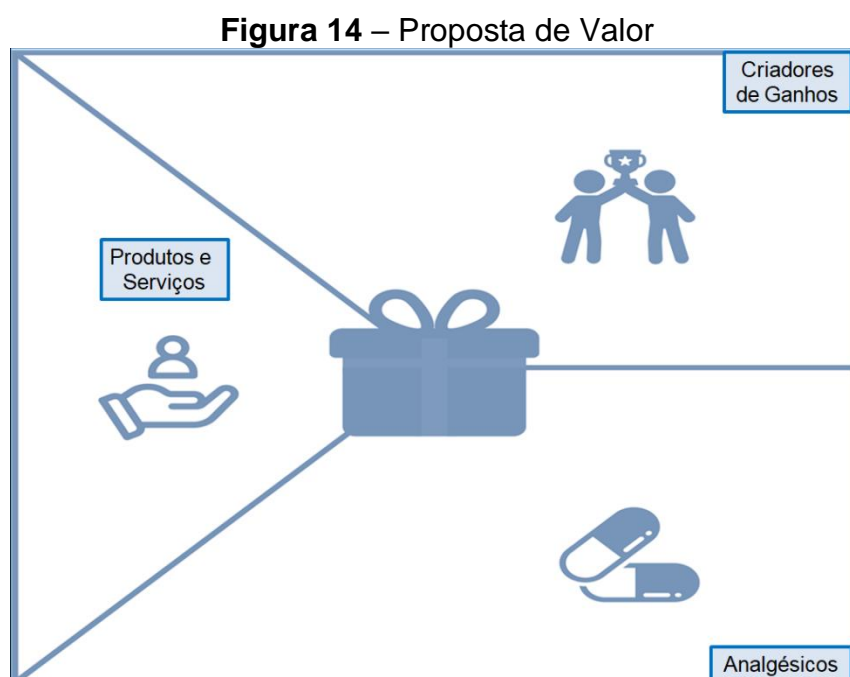 Figura 14 – Proposta de Valor
Criadores
de Ganhos
Produtos e
Serviços
Analgésicos